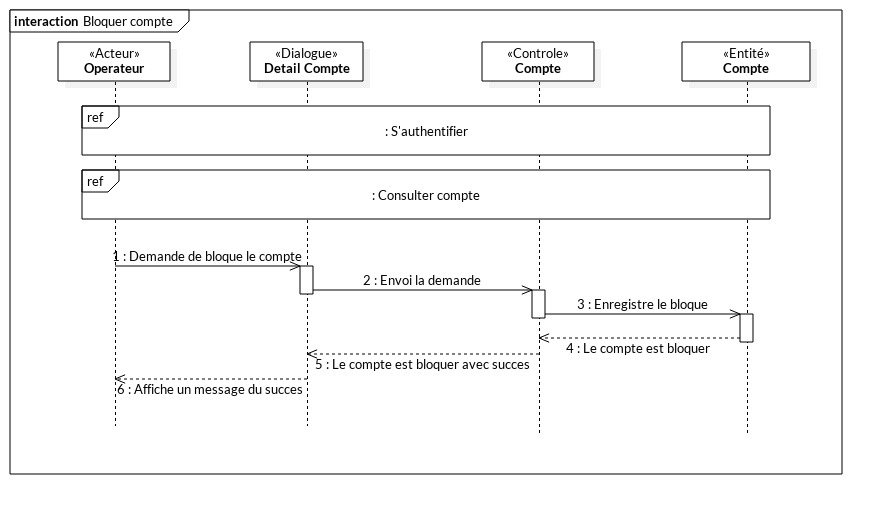 interaction Bloquer compte
«Acteur»
Operateur
«Dialogue»
Detail Compte
«Controle»
Compte
«Entité»
Compte
ref
: S'authentifier
ref
: Consulter compte
1 : Demande de bloque le compte
2 : Envoi la demande
3 : Enregistre le bloque
4 : Le compte est bloquer
5 : Le compte est bloquer avec succes
6 : Affiche un message du succes